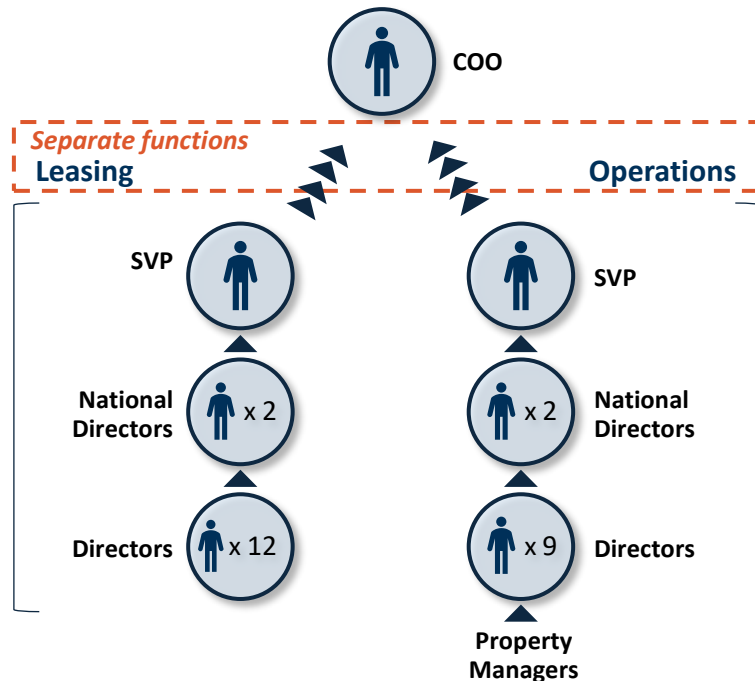 COO
Separate functions
Leasing
Operations
SVP
SVP
National
Directors
x 2
x 2
National
Directors
Directors
x 12
x 9
Directors
Property
Managers